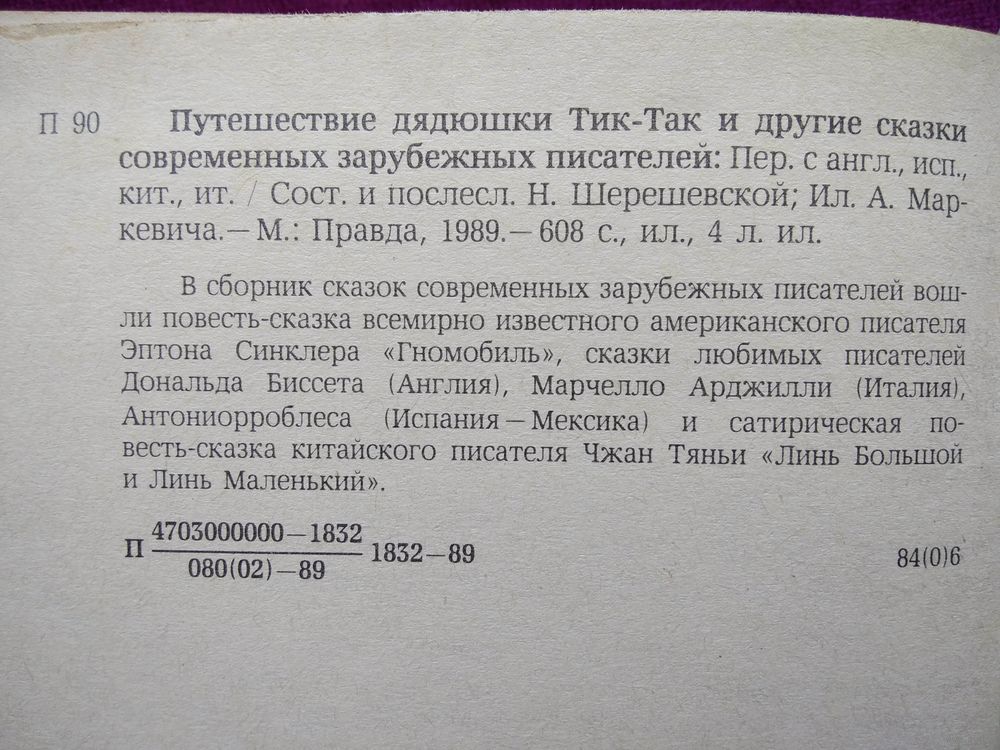 П 90 Путешествие дядюшки Тик-Так и другие сказки
современных зарубежных писателей: Пер. с англ., исп.,
кит., ит. / Сост. и послесл. Н. Шерешевской; Ил. А. Мар-
кевича.— М.: Правда, 1989.— 608 с., ил., 4 л. ил.
В сборник сказок современных зарубежных писателей вош-
ли повесть-сказка всемирно известного американского писателя
Эптона Синклера «Гномобиль», сказки любимых писателей
Дональда Биссета (Англия), Марчелло Арджилли (Италия),
Антониорроблеса (Испания — Мексика) и сатирическая по-
весть-сказка китайского писателя Чжан Тяньи «Линь Большой
и Линь Маленький».
4703000000—1832
П 1832—89
080(02)—89
84(0)6